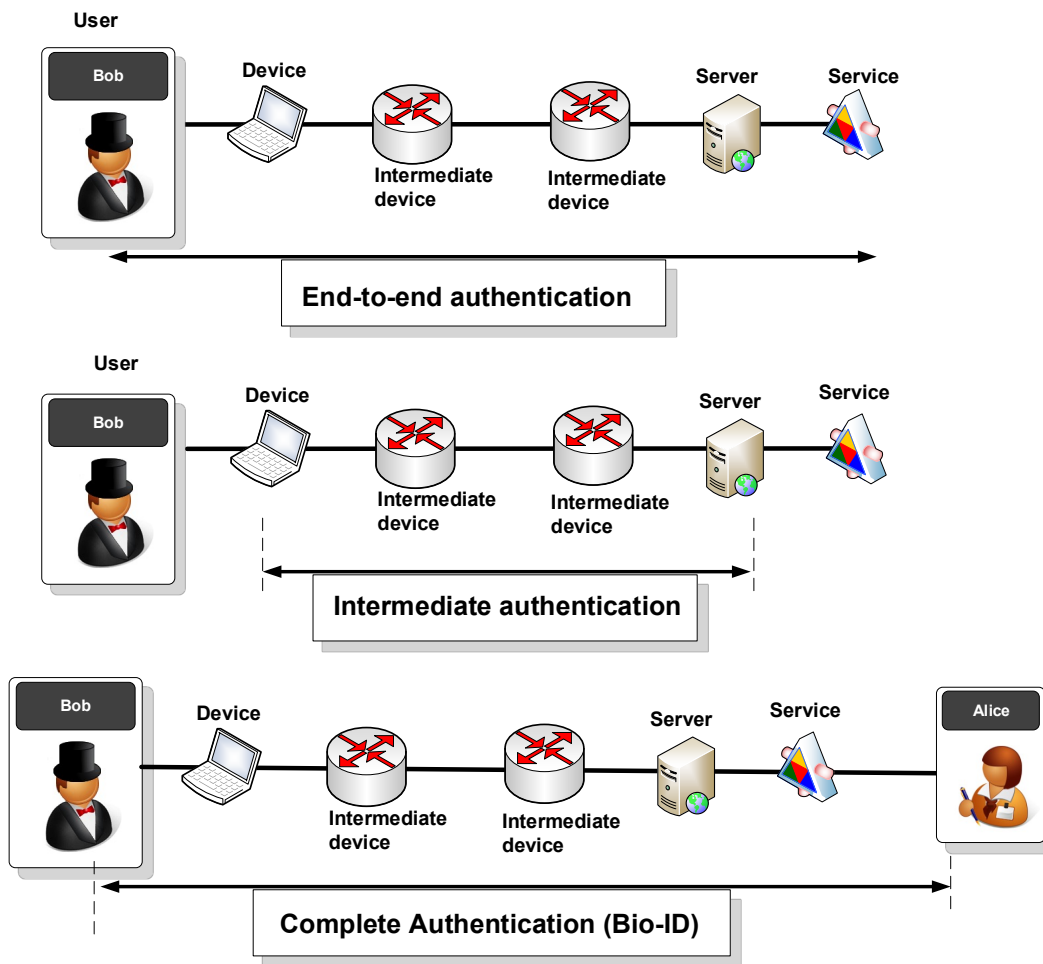 User
Bob
Device
Server
Service
Intermediate
device
Intermediate
device
End-to-end authentication
User
Bob
Device
Server
Service
Intermediate
device
Intermediate
device
Intermediate authentication
Bob
Device
Server
Service
Alice
Intermediate
device
Intermediate
device
Complete Authentication (Bio-ID)